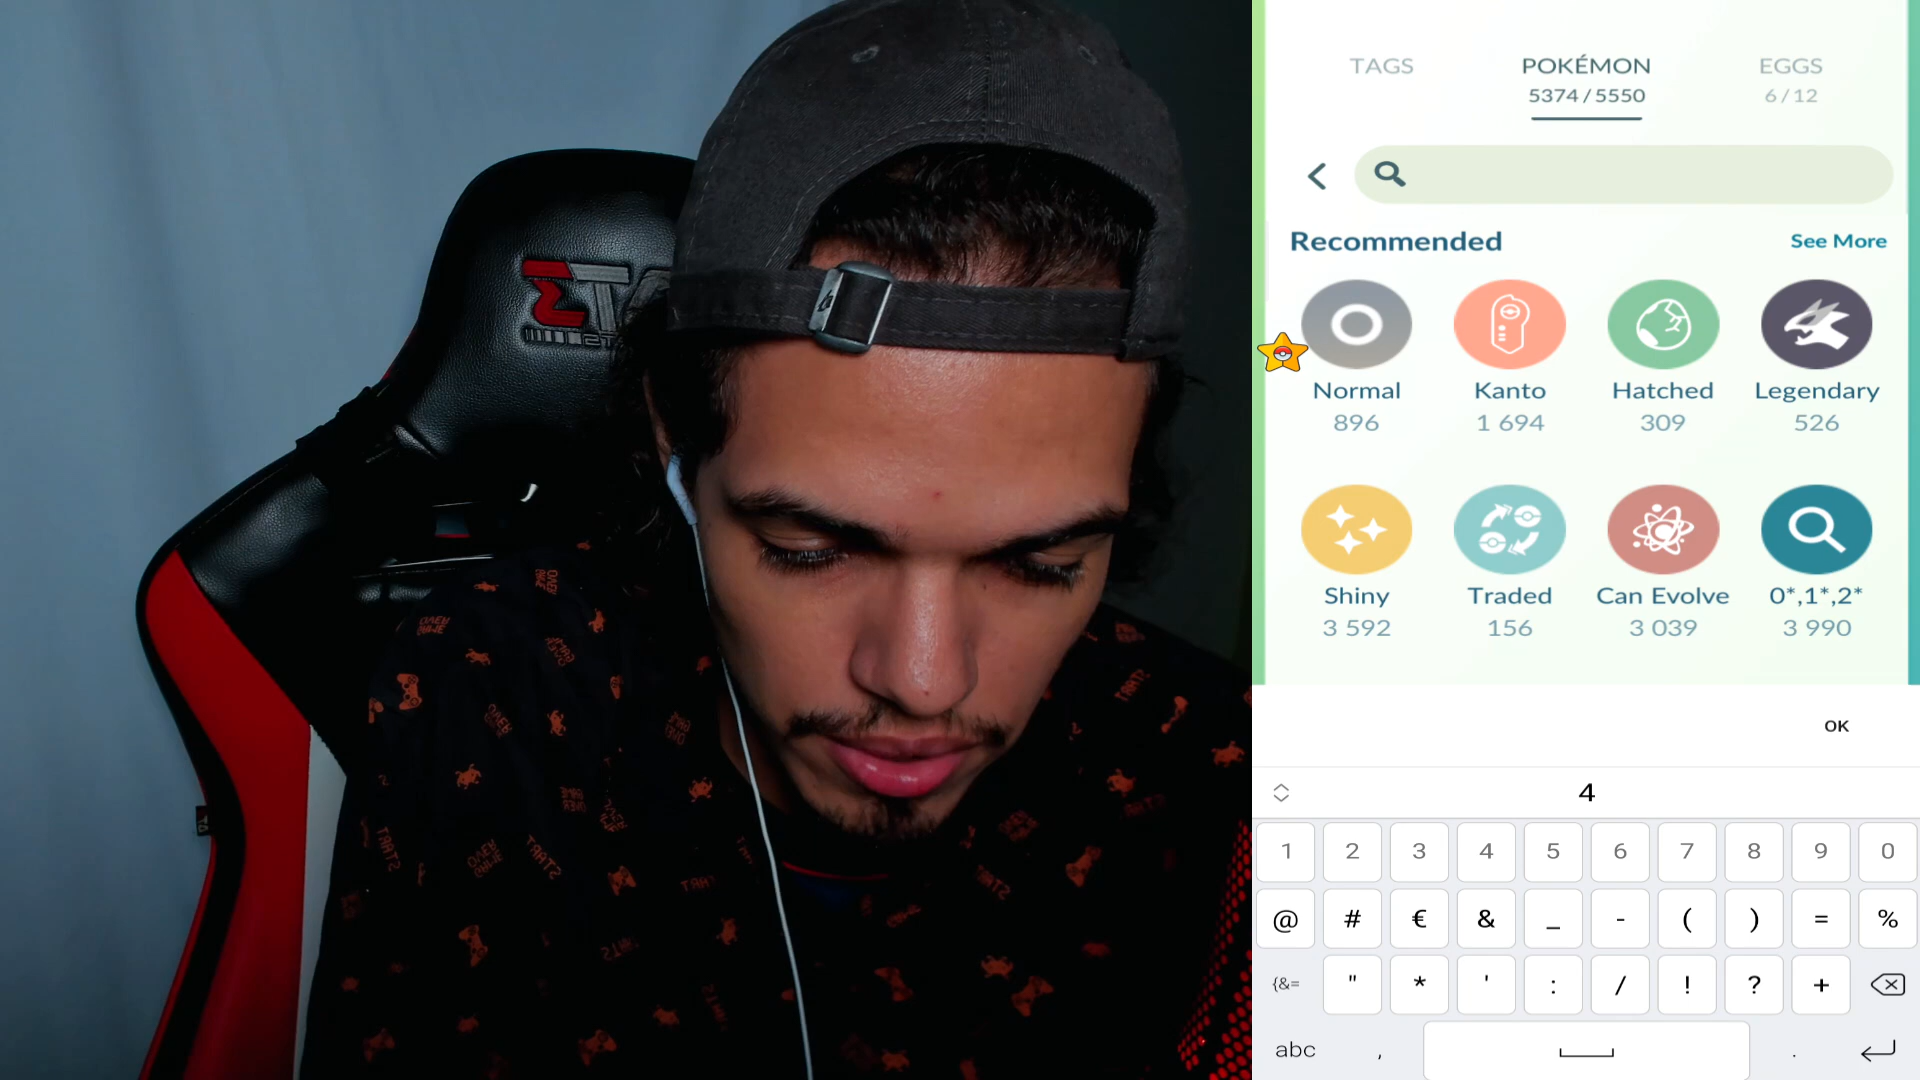 TAGS
POKÉMON
EGGS
5374 / 5550
6 / 12
Recommended
See More
Normal
Kanto
Hatched
Legendary
896
1 694
309
526
Shiny
Traded
Can Evolve
0*,1*,2*
3 592
156
3 039
3 990
OK
4
1 2 3 4 5 6 7 8 9 0
@ # € & _ - ( ) = %
{&= " * ' : / ! ? +
abc , .